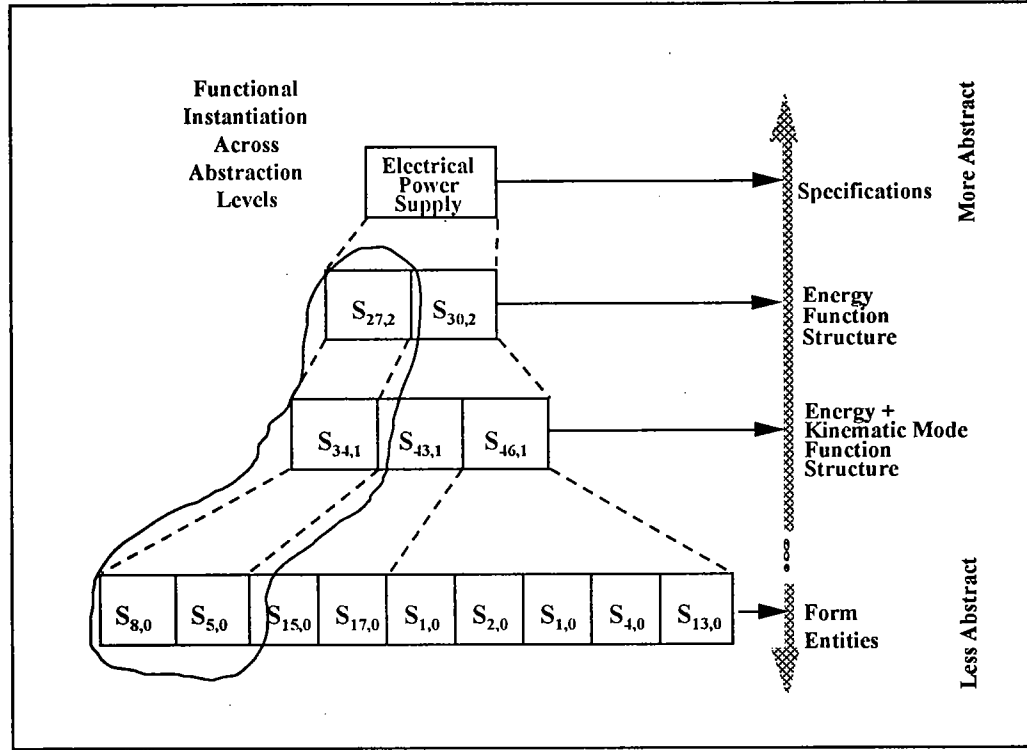 Functional
Instantiation
Across
Abstraction
Levels
Electrical
Power
Supply
Specifications
More Abstract
S27,2
S30,2
Energy
Function
Structure
S34,1
S43,1
S46,1
Energy +
Kinematic Mode
Function
Structure
S8,0
S5,0
S15,0
S17,0
S1,0
S2,0
S1,0
S4,0
S13,0
Form
Entities
Less Abstract